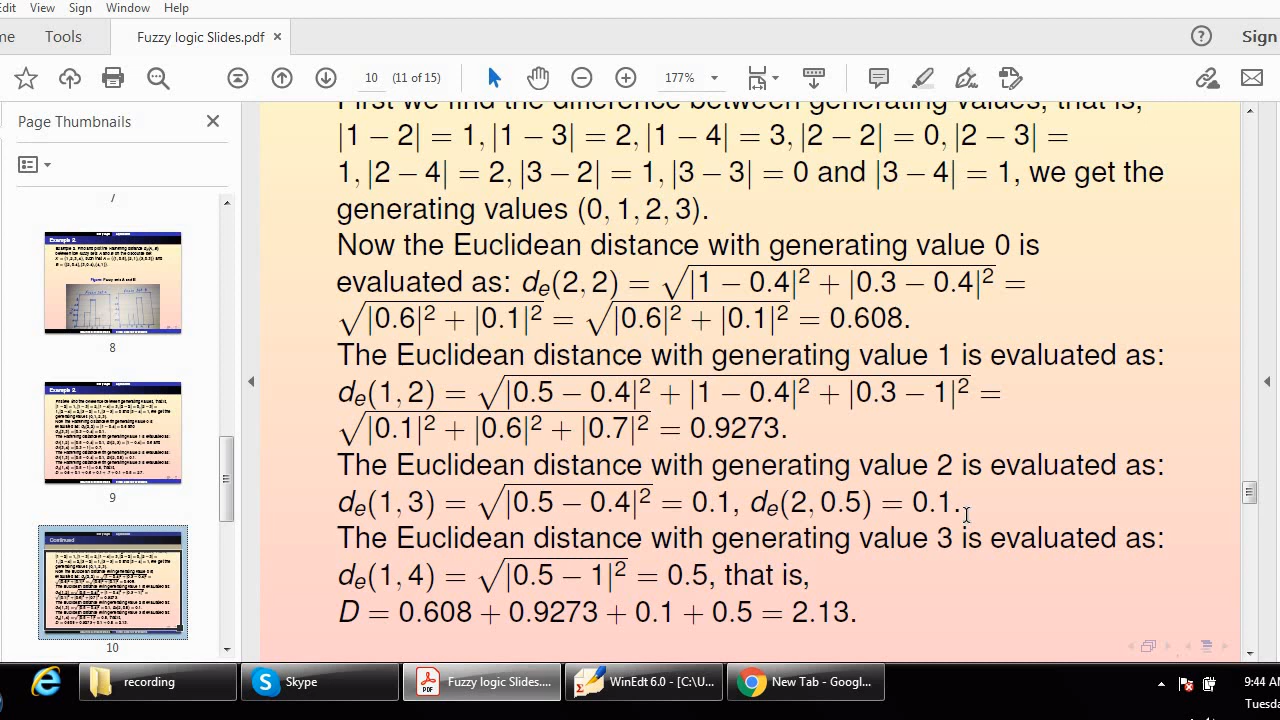 Edit View Sign Window Help
me Tools Fuzzy logic Slides.pdf × ? Sign
10 (11 of 15) 177%
Page Thumbnails ×
7
8
9
10
First we find the difference between generating values, that is,
|1 − 2| = 1, |1 − 3| = 2, |1 − 4| = 3, |2 − 2| = 0, |2 − 3| =
1, |2 − 4| = 2, |3 − 2| = 1, |3 − 3| = 0 and |3 − 4| = 1, we get the
generating values (0, 1, 2, 3).
Now the Euclidean distance with generating value 0 is
evaluated as: dₑ(2, 2) = √|1 − 0.4|² + |0.3 − 0.4|² =
√|0.6|² + |0.1|² = √|0.6|² + |0.1|² = 0.608.
The Euclidean distance with generating value 1 is evaluated as:
dₑ(1, 2) = √|0.5 − 0.4|² + |1 − 0.4|² + |0.3 − 1|² =
√|0.1|² + |0.6|² + |0.7|² = 0.9273.
The Euclidean distance with generating value 2 is evaluated as:
dₑ(1, 3) = √|0.5 − 0.4|² = 0.1, dₑ(2, 0.5) = 0.1.
The Euclidean distance with generating value 3 is evaluated as:
dₑ(1, 4) = √|0.5 − 1|² = 0.5, that is,
D = 0.608 + 0.9273 + 0.1 + 0.5 = 2.13.
recording Skype Fuzzy logic Slides.... WinEdt 6.0 - [C:\U... New Tab - Googl... 9:44 AM
Tuesda